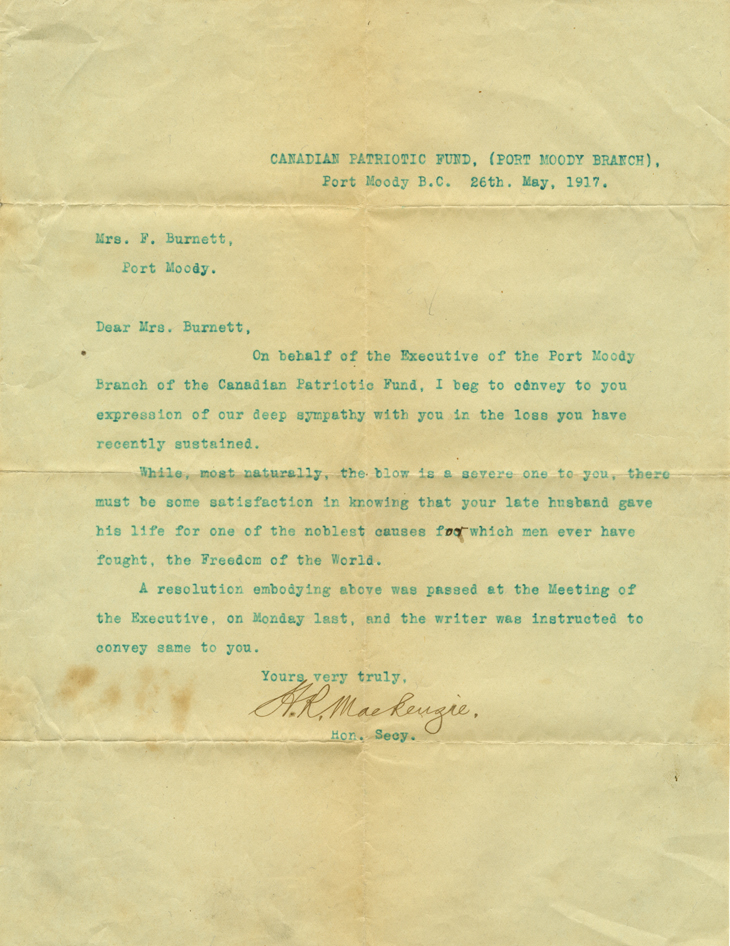 CANADIAN PATRIOTIC FUND, (PORT MOODY BRANCH),
Port Moody B.C. 26th. May, 1917.
Mrs. F. Burnett,
Port Moody.
Dear Mrs. Burnett,
On behalf of the Executive of the Port Moody
Branch of the Canadian Patriotic Fund, I beg to convey to you
expression of our deep sympathy with you in the loss you have
recently sustained.
While, most naturally, the blow is a severe one to you, there
must be some satisfaction in knowing that your late husband gave
his life for one of the noblest causes for which men ever have
fought, the Freedom of the World.
A resolution embodying above was passed at the Meeting of
the Executive, on Monday last, and the writer was instructed to
convey same to you.
Yours very truly,
H.R. Mackenzie.
Hon. Secy.